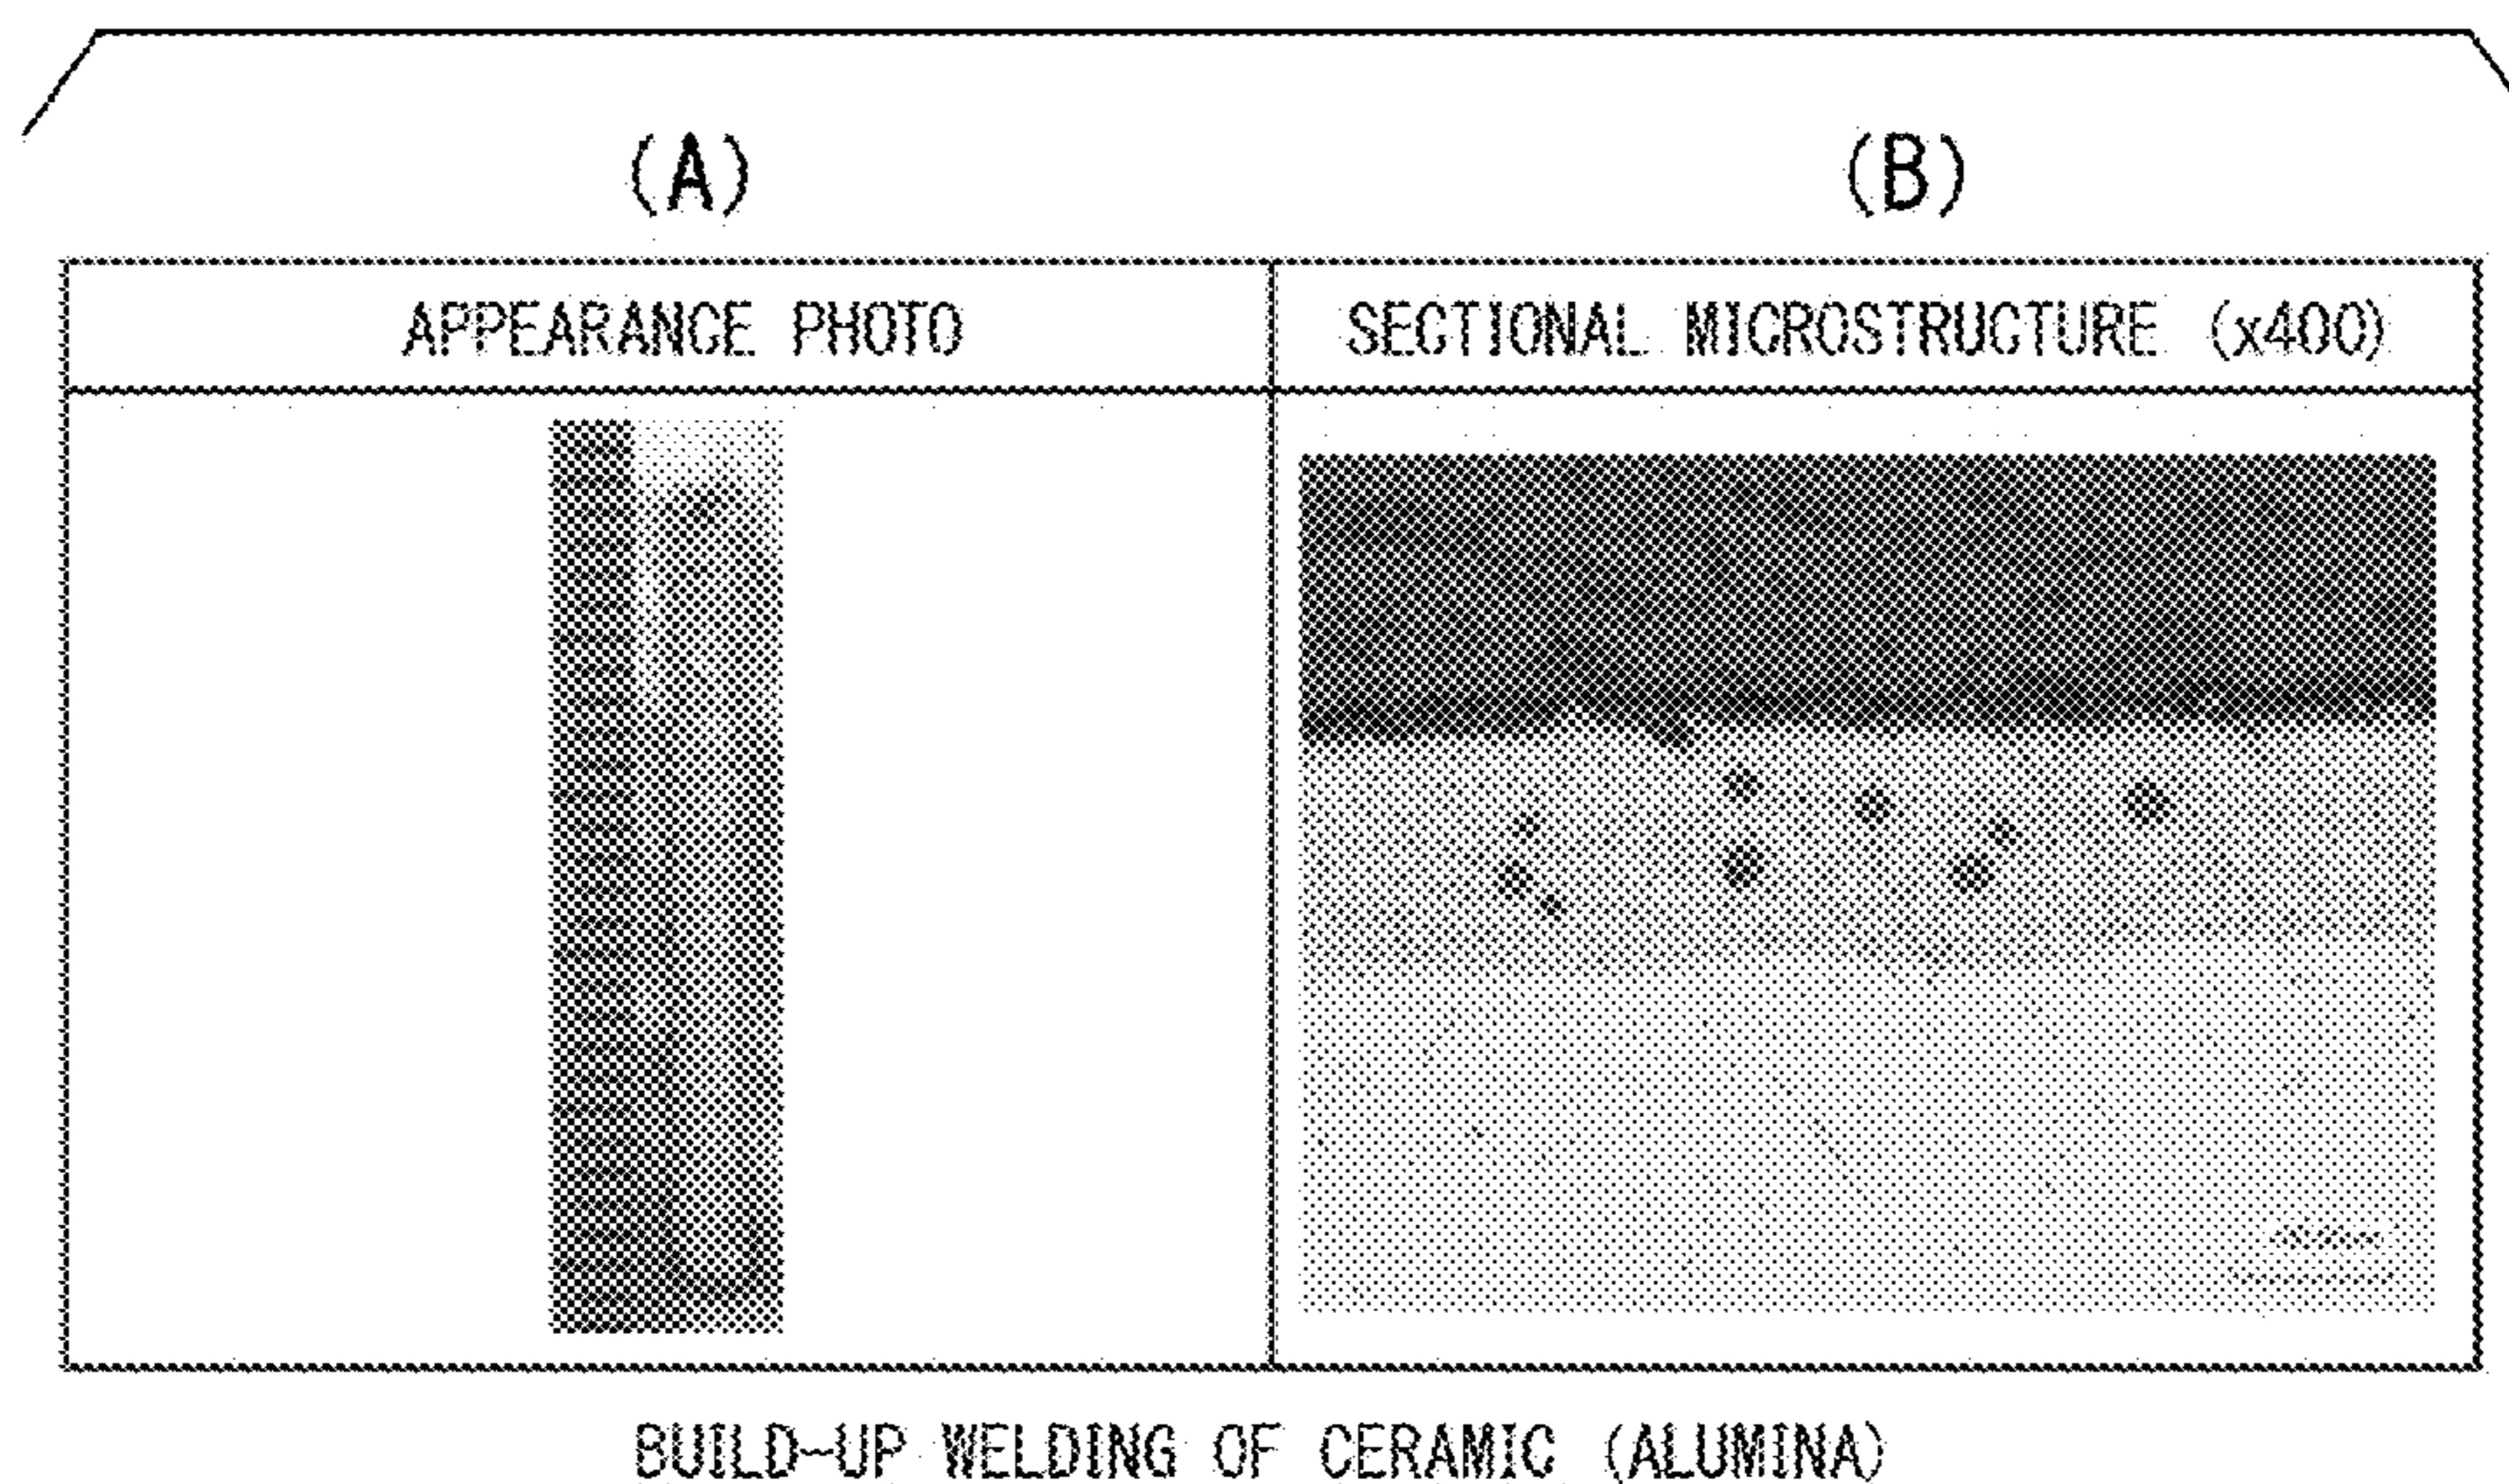 (A)
(B)
APPEARANCE PHOTO
SECTIONAL MICROSTRUCTURE (x400)
BUILD-UP WELDING OF CERAMIC (ALUMINA)